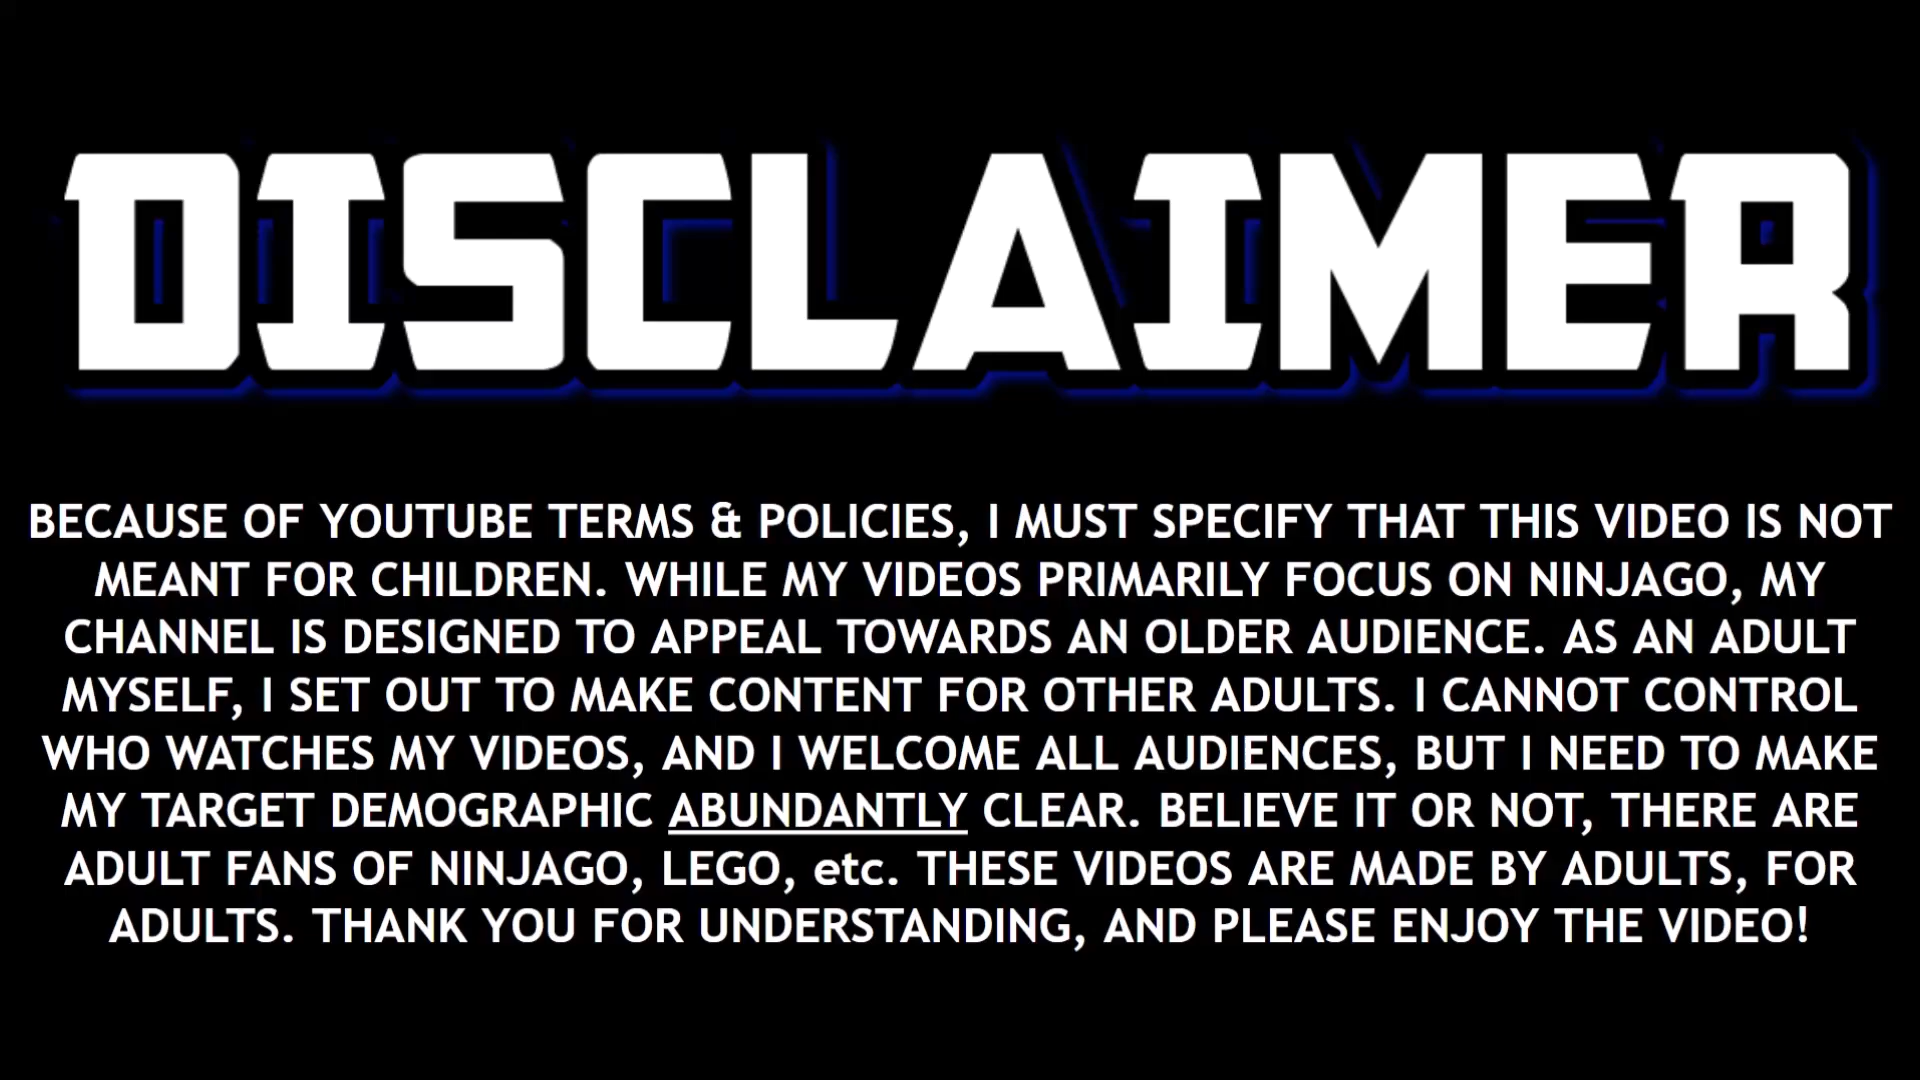 DISCLAIMER
BECAUSE OF YOUTUBE TERMS & POLICIES, I MUST SPECIFY THAT THIS VIDEO IS NOT
MEANT FOR CHILDREN. WHILE MY VIDEOS PRIMARILY FOCUS ON NINJAGO, MY
CHANNEL IS DESIGNED TO APPEAL TOWARDS AN OLDER AUDIENCE. AS AN ADULT
MYSELF, I SET OUT TO MAKE CONTENT FOR OTHER ADULTS. I CANNOT CONTROL
WHO WATCHES MY VIDEOS, AND I WELCOME ALL AUDIENCES, BUT I NEED TO MAKE
MY TARGET DEMOGRAPHIC ABUNDANTLY CLEAR. BELIEVE IT OR NOT, THERE ARE
ADULT FANS OF NINJAGO, LEGO, etc. THESE VIDEOS ARE MADE BY ADULTS, FOR
ADULTS. THANK YOU FOR UNDERSTANDING, AND PLEASE ENJOY THE VIDEO!